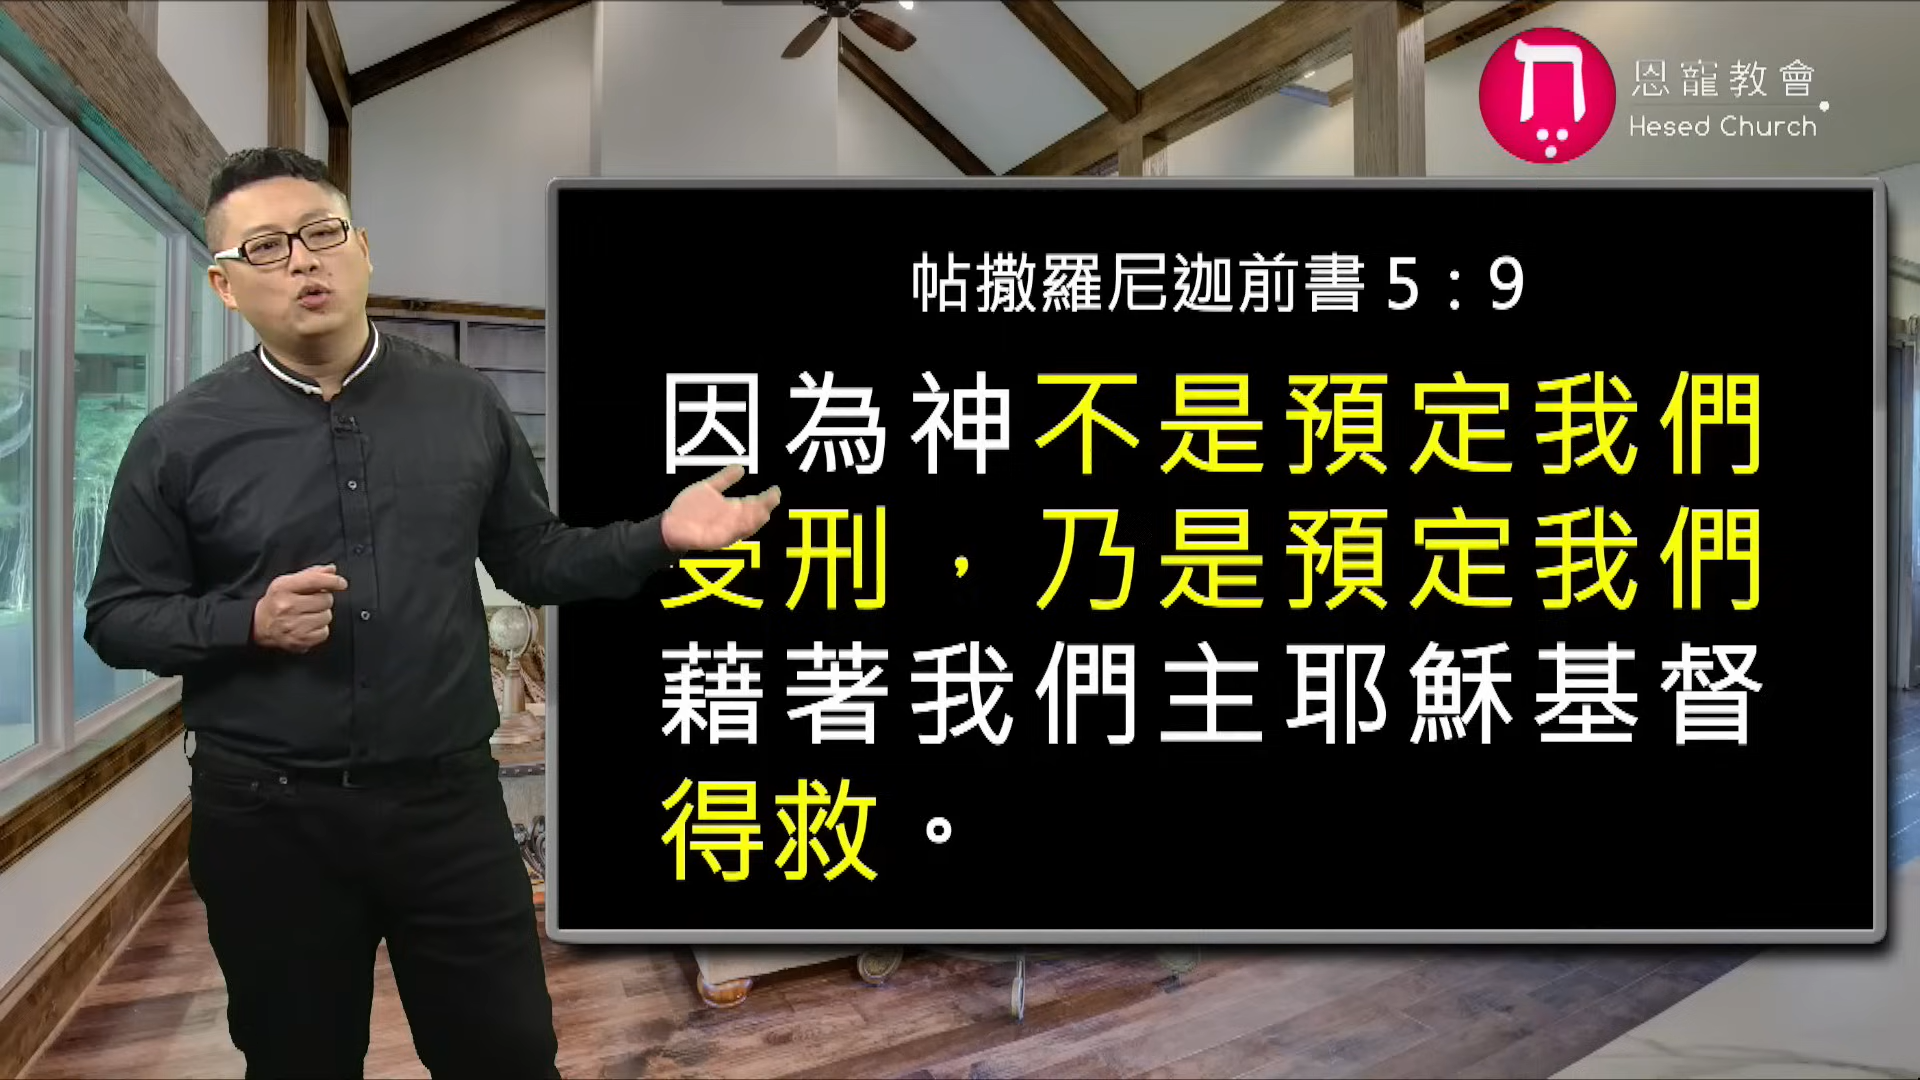 恩寵教會
Hesed Church
帖撒羅尼迦前書 5：9
因為神不是預定我們
受刑，乃是預定我們
藉著我們主耶穌基督
得救。